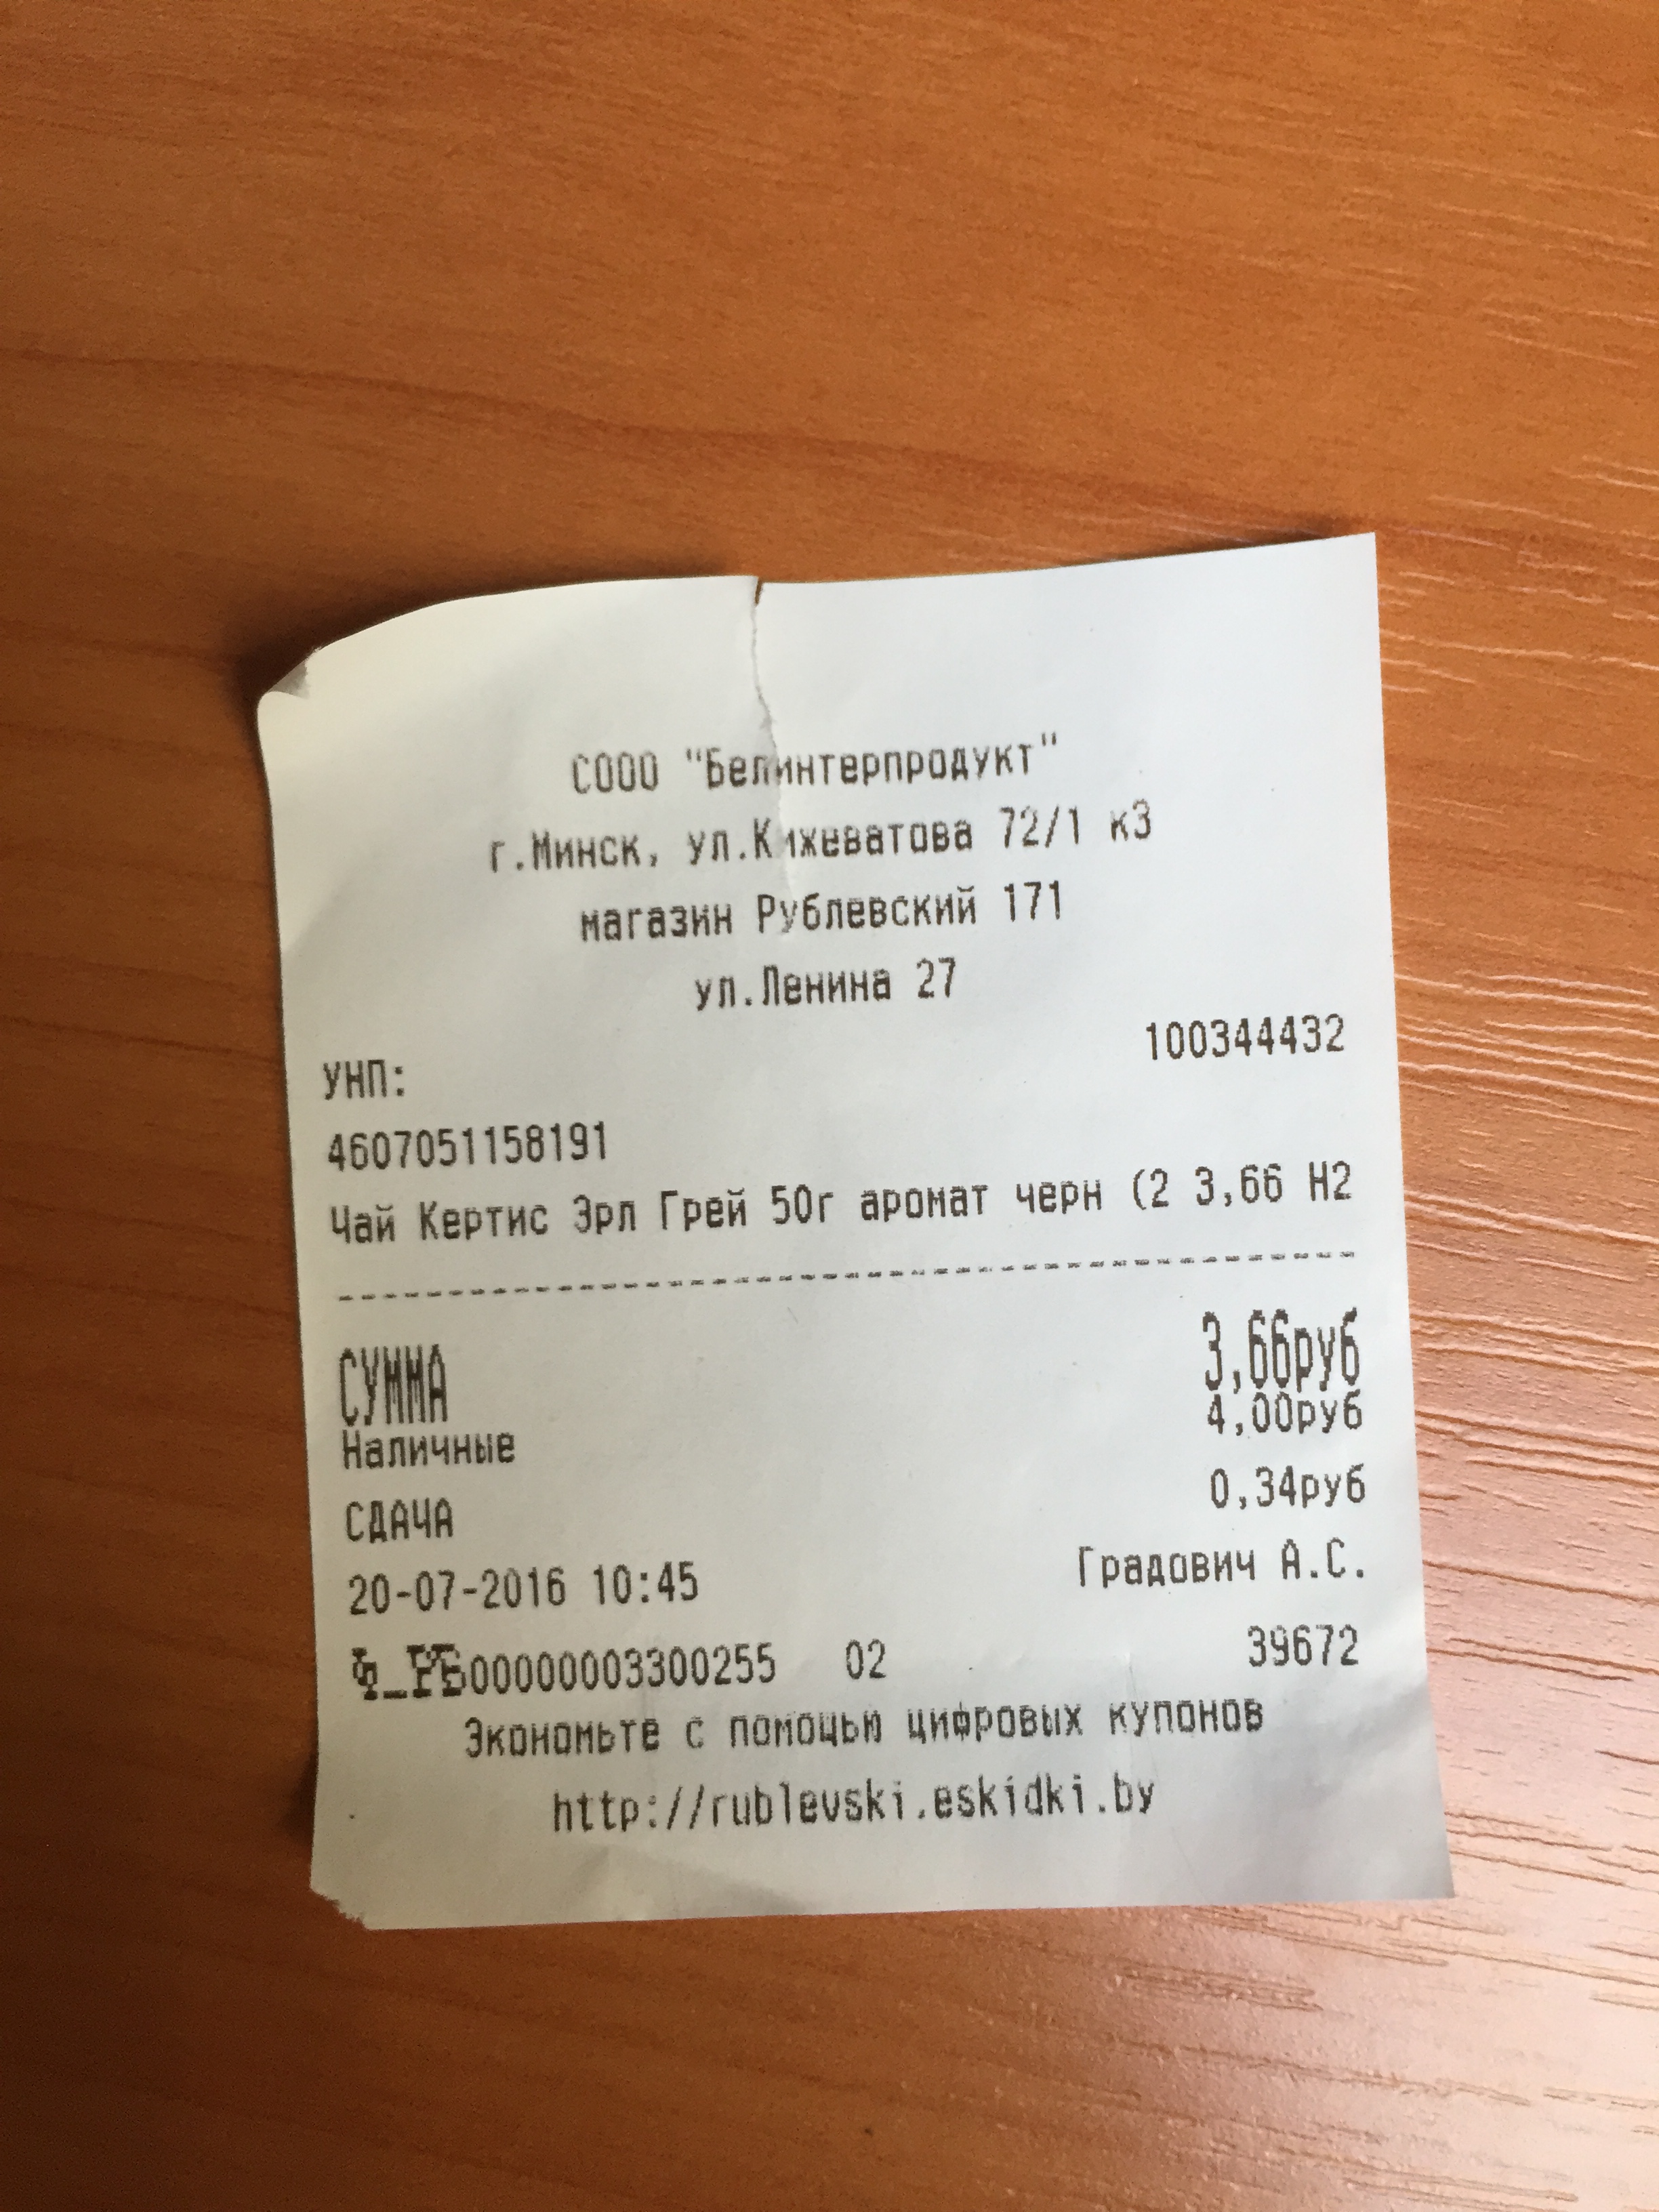 СООО "Белинтерпродукт"
г.Минск, ул.Кижеватова 72/1 к3
магазин Рублевский 171
ул.Ленина 27
УНП: 100344432
4607051158191
Чай Кертис Эрл Грей 50г аромат черн (2 3,66 Н2
СУММА 3,66руб
Наличные 4,00руб
СДАЧА 0,34руб
20-07-2016 10:45 Градович А.С.
Ф_РБ00000003300255 02 39672
Экономьте с помощью цифровых купонов
http://rublevski.eskidki.by